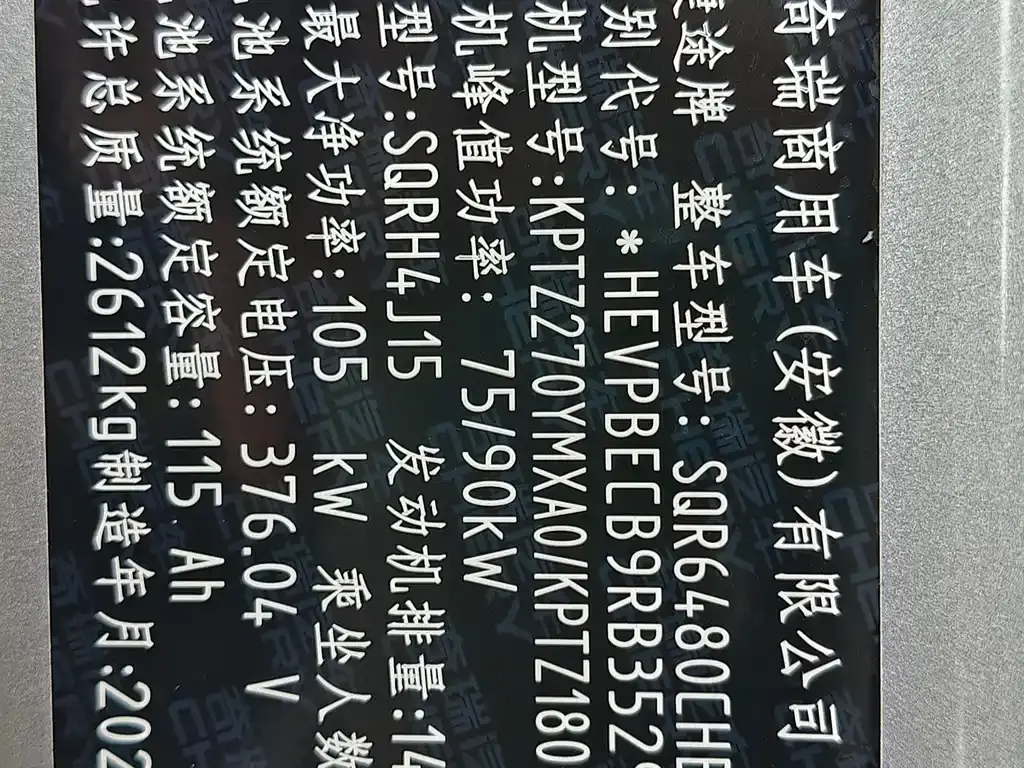 奇瑞商用车(安徽)有限公司
途牌 整车型号: SQR6480CHE
别代号: *HEVPBECB9RB352
机型号:KPTZ270YMXA0/KPTZ180
机峰值功率: 75/90kW
型号:SQRH4J15 发动机排量:14
最大净功率:105 kW 乘坐人数
池系统额定电压: 376.04 V
池系统额定容量:115 Ah
许总质量:2612kg制造年月:202